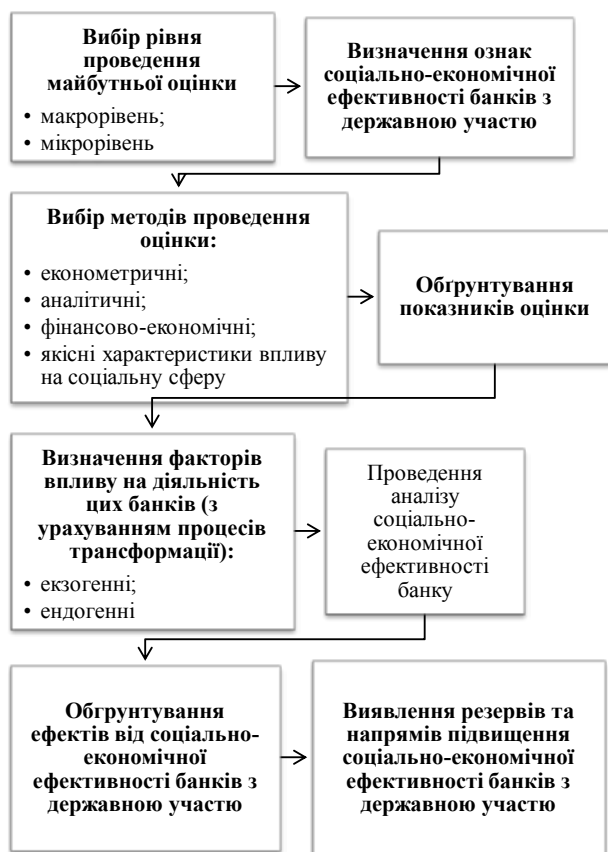 Вибір рівня
проведення
майбутньої оцінки
• макрорівень;
• мікрорівень
Визначення ознак
соціально-економічної
ефективності банків з
державною участю
Вибір методів проведення
оцінки:
• економетричні;
• аналітичні;
• фінансово-економічні;
• якісні характеристики впливу
на соціальну сферу
Обґрунтування
показників оцінки
Визначення факторів
впливу на діяльність
цих банків (з
урахуванням процесів
трансформації):
• екзогенні;
• ендогенні
Проведення
аналізу
соціально-
економічної
ефективності
банку
Обгрунтування
ефектів від соціально-
економічної
ефективності банків з
державною участю
Виявлення резервів та
напрямів підвищення
соціально-економічної
ефективності банків з
державною участю